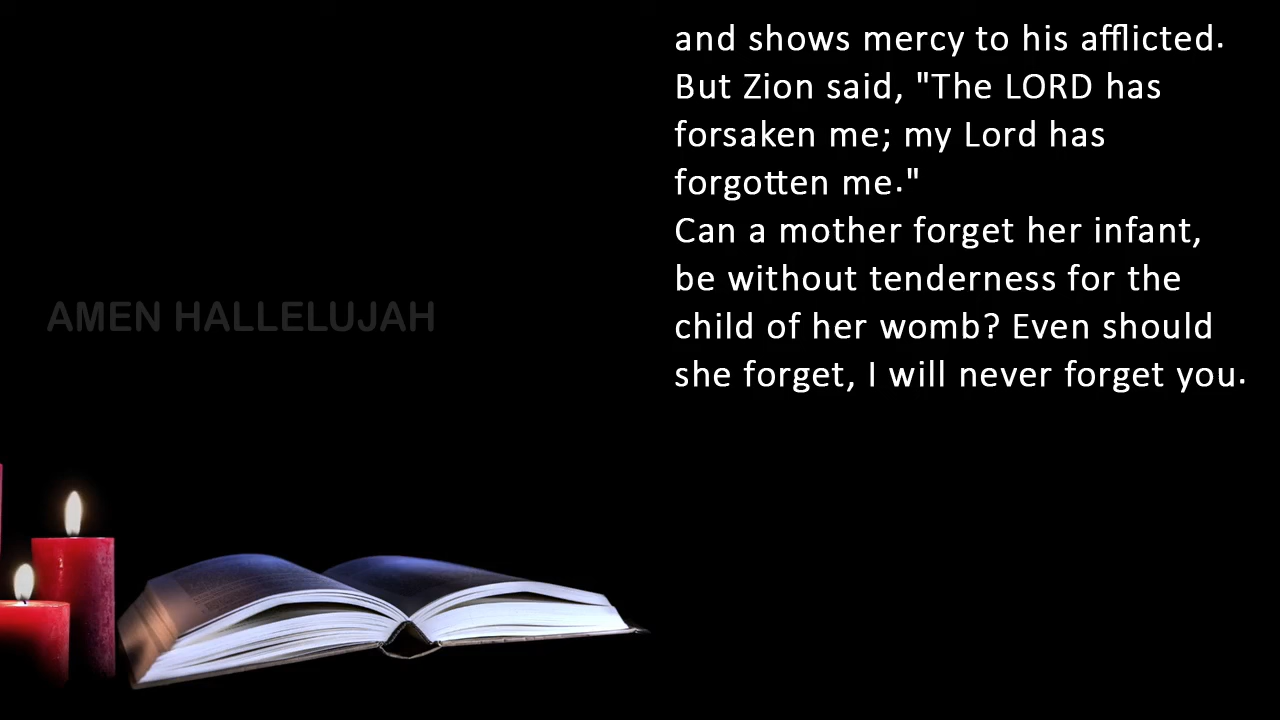 and shows mercy to his afflicted.
But Zion said, "The LORD has
forsaken me; my Lord has
forgotten me."
Can a mother forget her infant,
be without tenderness for the
child of her womb? Even should
she forget, I will never forget you.
AMEN HALLELUJAH